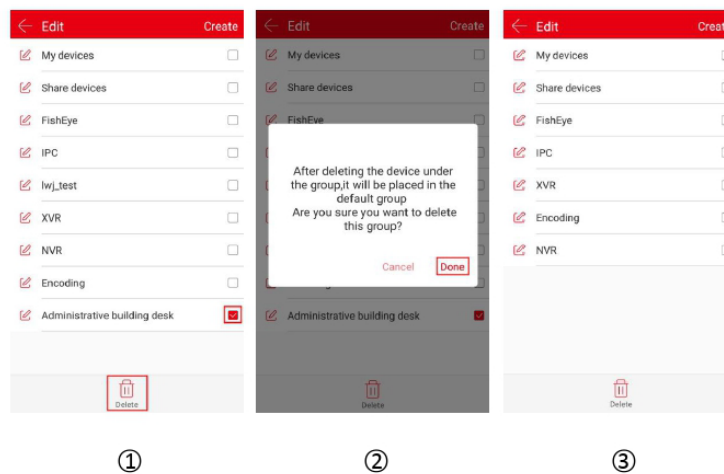 Edit Create
My devices
Share devices
FishEye
IPC
lwj_test
XVR
NVR
Encoding
Administrative building desk
Delete
①
Edit Create
My devices
Share devices
FishEye
After deleting the device under
the group,it will be placed in the
default group
Are you sure you want to delete
this group?
Cancel Done
Administrative building desk
Delete
②
Edit
My devices
Share devices
FishEye
IPC
XVR
Encoding
NVR
Delete
③